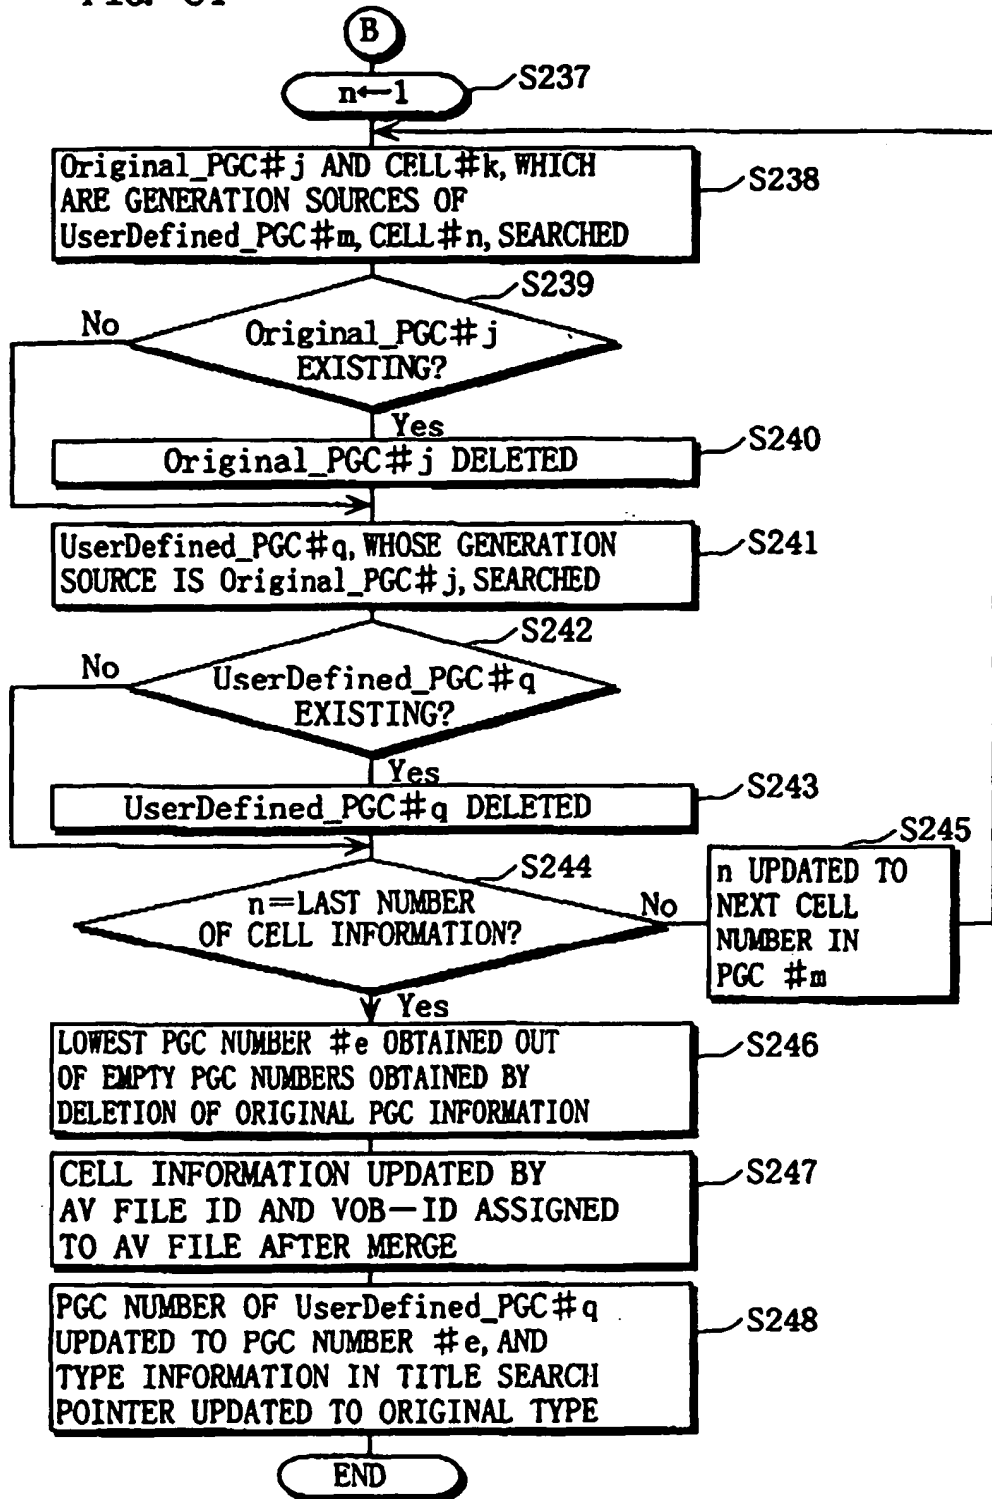 B
n←1
S237
Original_PGC#j AND CELL#k, WHICH
ARE GENERATION SOURCES OF
UserDefined_PGC#m, CELL#n, SEARCHED
S238
S239
No
Original_PGC#j
EXISTING?
Yes
Original_PGC#j DELETED
S240
UserDefined_PGC#q, WHOSE GENERATION
SOURCE IS Original_PGC#j, SEARCHED
S241
S242
No
UserDefined_PGC#q
EXISTING?
Yes
UserDefined_PGC#q DELETED
S243
S244
n=LAST NUMBER
OF CELL INFORMATION?
No
S245
n UPDATED TO
NEXT CELL
NUMBER IN
PGC #m
Yes
LOWEST PGC NUMBER #e OBTAINED OUT
OF EMPTY PGC NUMBERS OBTAINED BY
DELETION OF ORIGINAL PGC INFORMATION
S246
CELL INFORMATION UPDATED BY
AV FILE ID AND VOB-ID ASSIGNED
TO AV FILE AFTER MERGE
S247
PGC NUMBER OF UserDefined_PGC#q
UPDATED TO PGC NUMBER #e, AND
TYPE INFORMATION IN TITLE SEARCH
POINTER UPDATED TO ORIGINAL TYPE
S248
END